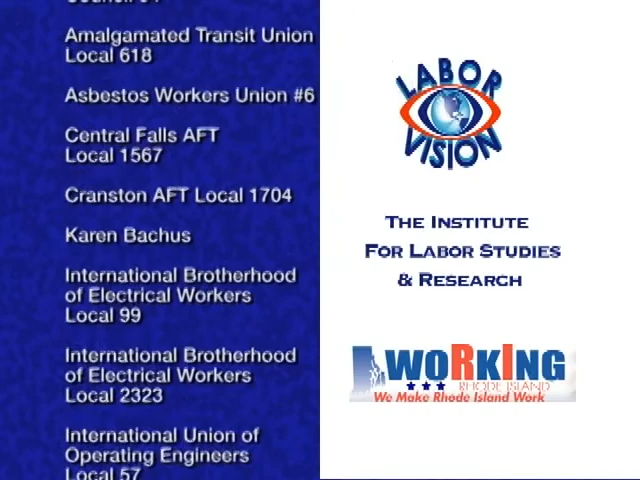 Council 94
Amalgamated Transit Union
Local 618
Asbestos Workers Union #6
Central Falls AFT
Local 1567
Cranston AFT Local 1704
Karen Bachus
International Brotherhood
of Electrical Workers
Local 99
International Brotherhood
of Electrical Workers
Local 2323
International Union of
Operating Engineers
Local 57
LABOR
VISION
THE INSTITUTE
FOR LABOR STUDIES
& RESEARCH
WORKING
RHODE ISLAND
We Make Rhode Island Work